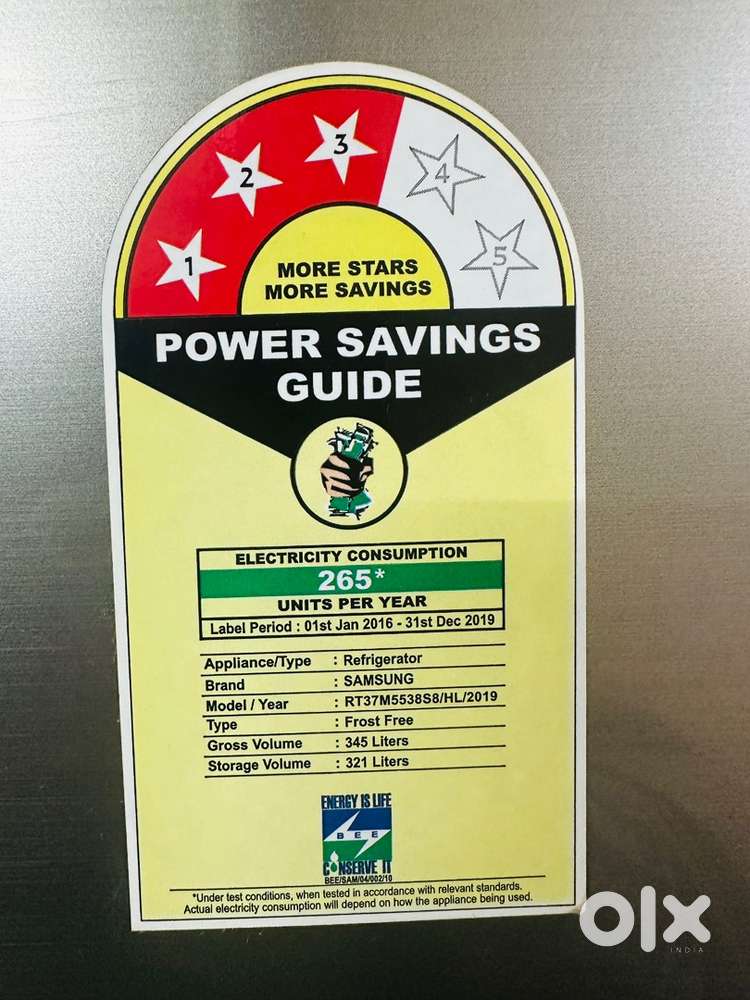 1
2
3
4
5
MORE STARS
MORE SAVINGS
POWER SAVINGS
GUIDE
ELECTRICITY CONSUMPTION
265*
UNITS PER YEAR
Label Period : 01st Jan 2016 - 31st Dec 2019
Appliance/Type : Refrigerator
Brand : SAMSUNG
Model / Year : RT37M5538S8/HL/2019
Type : Frost Free
Gross Volume : 345 Liters
Storage Volume : 321 Liters
ENERGY IS LIFE
BEE
CONSERVE IT
BEE/SAM/04/002/10
*Under test conditions, when tested in accordance with relevant standards.
Actual electricity consumption will depend on how the appliance being used.
olx
INDIA